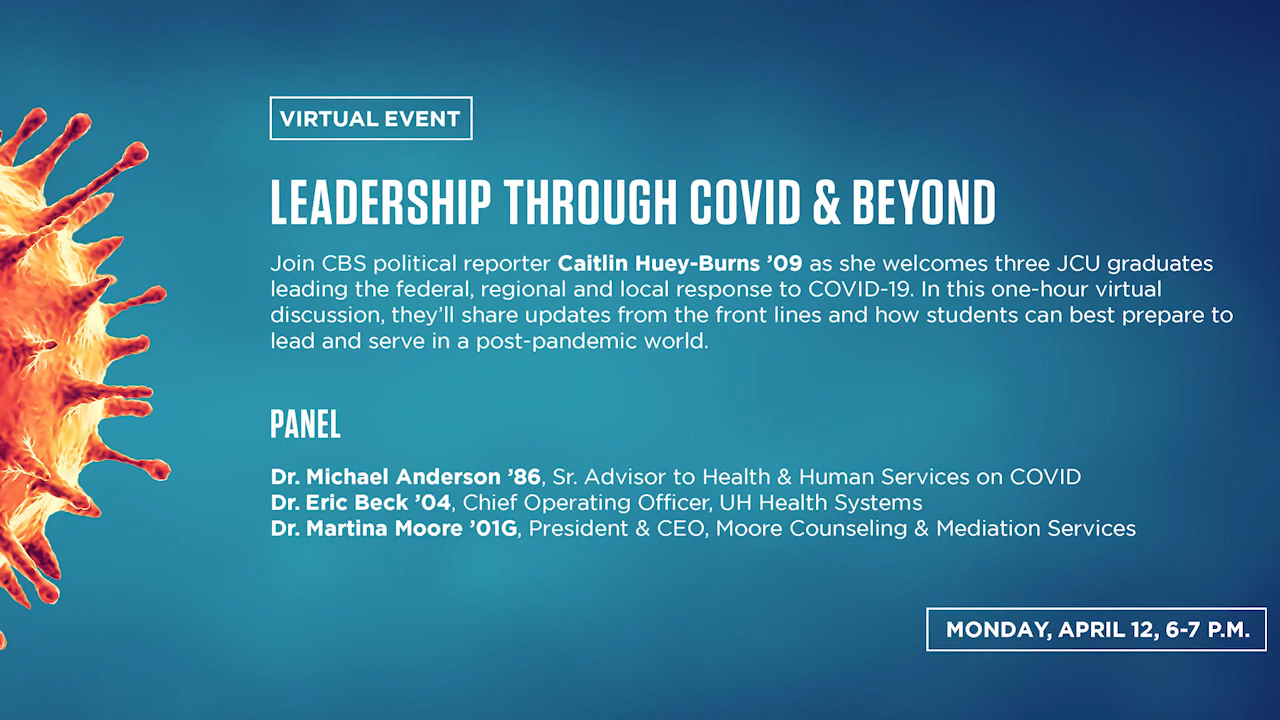 VIRTUAL EVENT
LEADERSHIP THROUGH COVID & BEYOND
Join CBS political reporter Caitlin Huey-Burns ’09 as she welcomes three JCU graduates
leading the federal, regional and local response to COVID-19. In this one-hour virtual
discussion, they’ll share updates from the front lines and how students can best prepare to
lead and serve in a post-pandemic world.
PANEL
Dr. Michael Anderson ’86, Sr. Advisor to Health & Human Services on COVID
Dr. Eric Beck ’04, Chief Operating Officer, UH Health Systems
Dr. Martina Moore ’01G, President & CEO, Moore Counseling & Mediation Services
MONDAY, APRIL 12, 6-7 P.M.